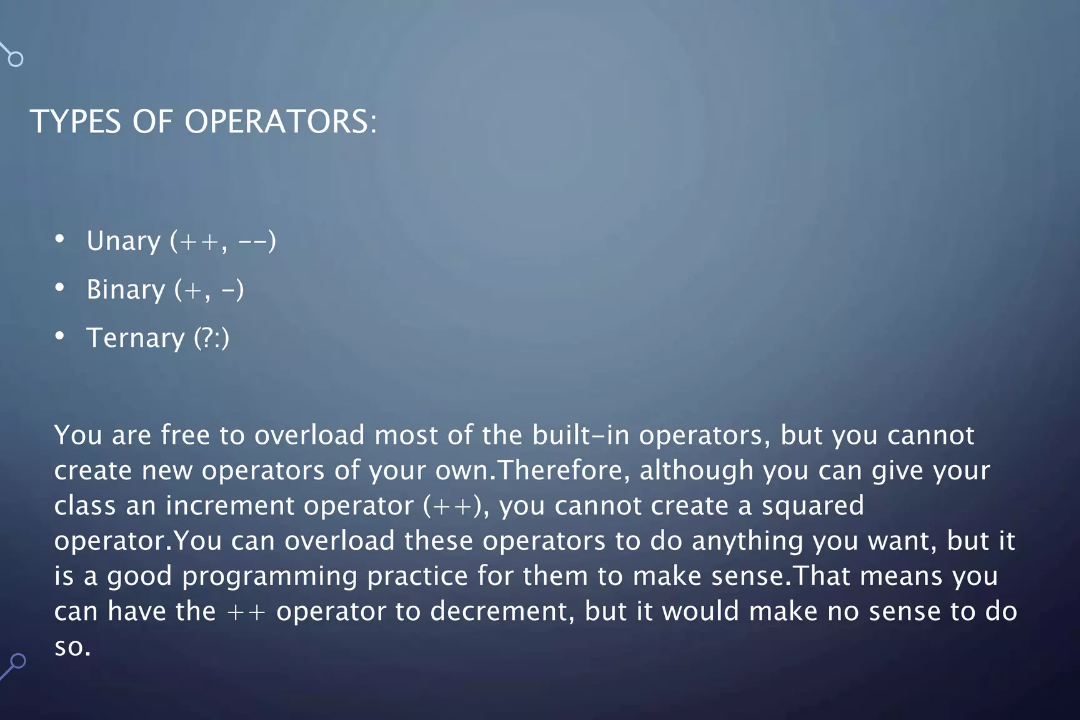 TYPES OF OPERATORS:
• Unary (++, --)
• Binary (+, -)
• Ternary (?:)
You are free to overload most of the built-in operators, but you cannot
create new operators of your own.Therefore, although you can give your
class an increment operator (++), you cannot create a squared
operator.You can overload these operators to do anything you want, but it
is a good programming practice for them to make sense.That means you
can have the ++ operator to decrement, but it would make no sense to do
so.